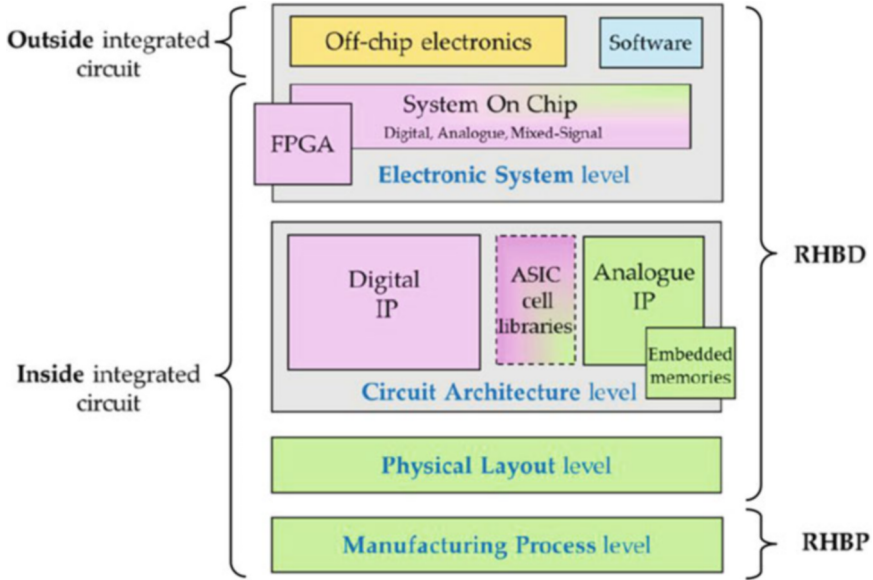 Outside integrated
circuit
Off-chip electronics
Software
System On Chip
Digital, Analogue, Mixed-Signal
FPGA
Electronic System level
Digital
IP
ASIC
cell
libraries
Analogue
IP
Embedded
memories
Circuit Architecture level
Inside integrated
circuit
Physical Layout level
Manufacturing Process level
RHBD
RHBP